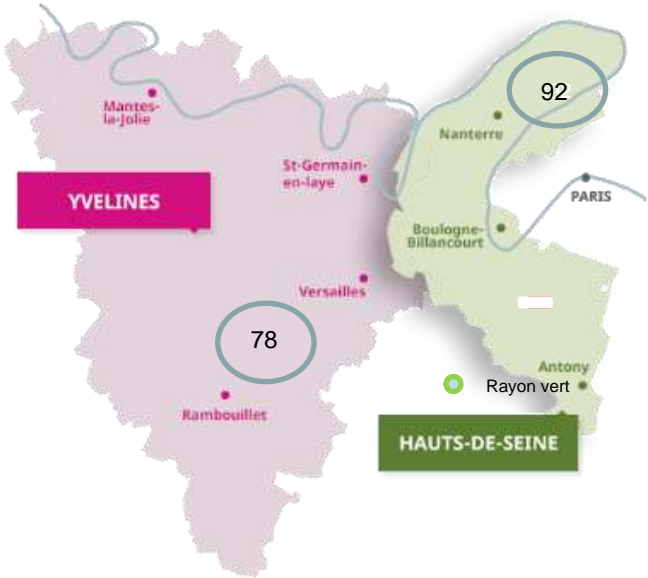 92
Mantes-
la-Jolie
Nanterre
St-Germain-
en-laye
PARIS
YVELINES
Boulogne-
Billancourt
Versailles
78
Antony
Rayon vert
Rambouillet
HAUTS-DE-SEINE